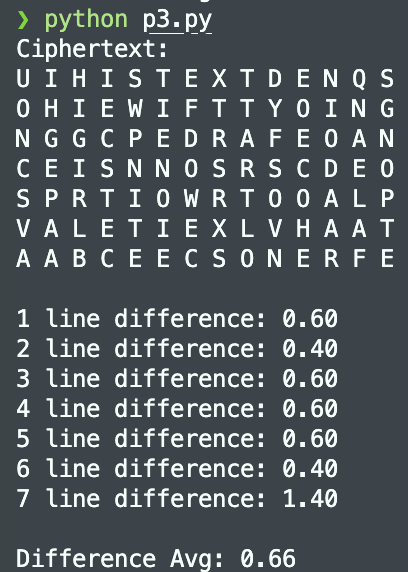 ❯ python p3.py
Ciphertext:
U I H I S T E X T D E N Q S
O H I E W I F T T Y O I N G
N G G C P E D R A F E O A N
C E I S N N O S R S C D E O
S P R T I O W R T O O A L P
V A L E T I E X L V H A A T
A A B C E E C S O N E R F E
1 line difference: 0.60
2 line difference: 0.40
3 line difference: 0.60
4 line difference: 0.60
5 line difference: 0.60
6 line difference: 0.40
7 line difference: 1.40
Difference Avg: 0.66